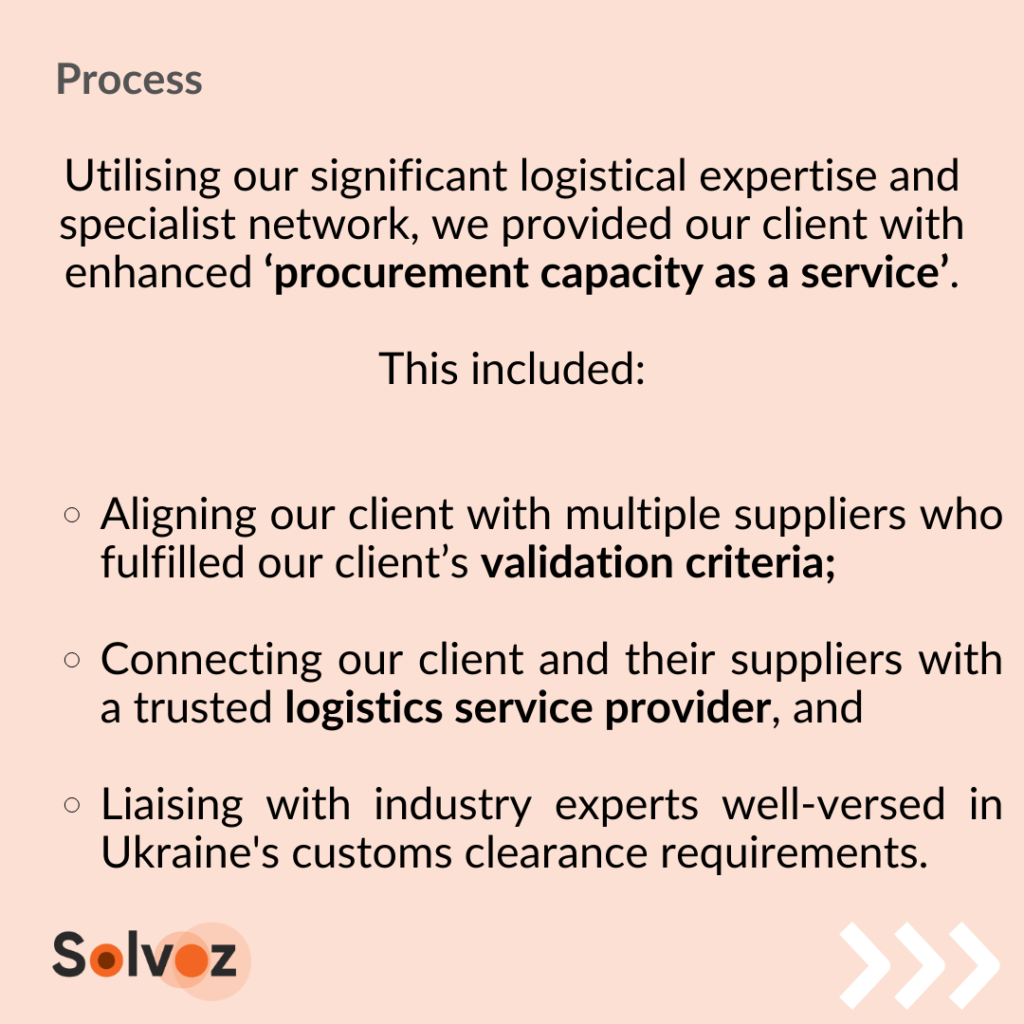 Process
Utilising our significant logistical expertise and
specialist network, we provided our client with
enhanced ‘procurement capacity as a service’.
This included:
Aligning our client with multiple suppliers who
fulfilled our client’s validation criteria;
Connecting our client and their suppliers with
a trusted logistics service provider, and
Liaising with industry experts well-versed in
Ukraine's customs clearance requirements.
Solvoz